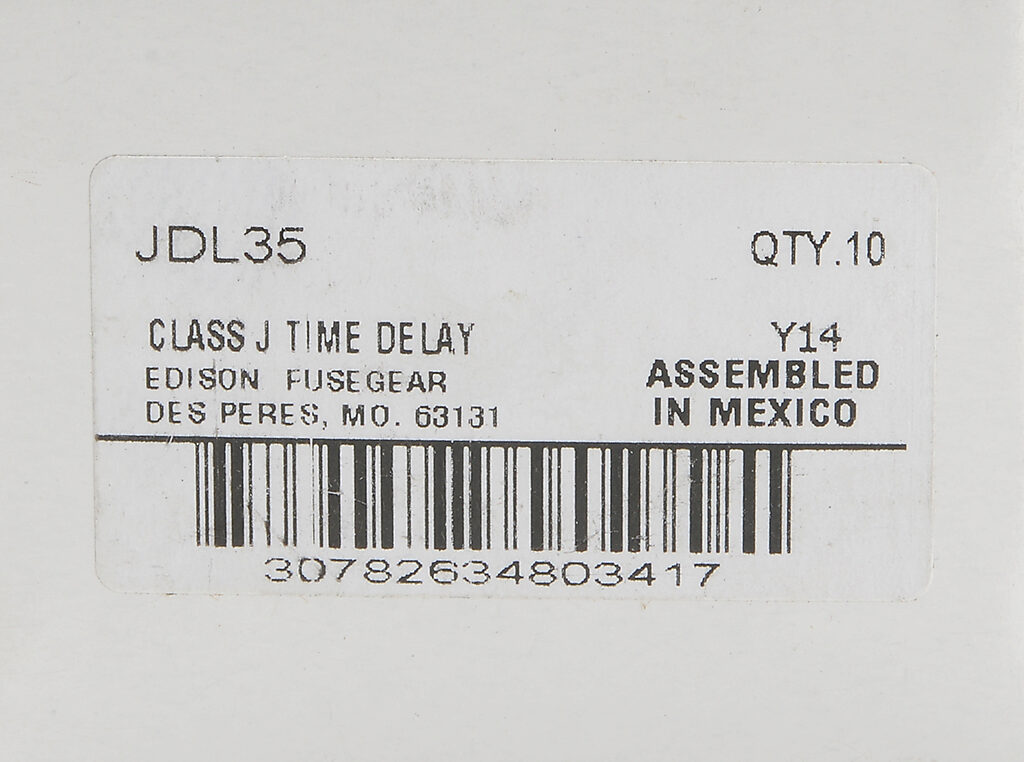 JDL35 QTY.10
CLASS J TIME DELAY Y14
EDISON FUSEGEAR ASSEMBLED
DES PERES, MO. 63131 IN MEXICO
30782634803417